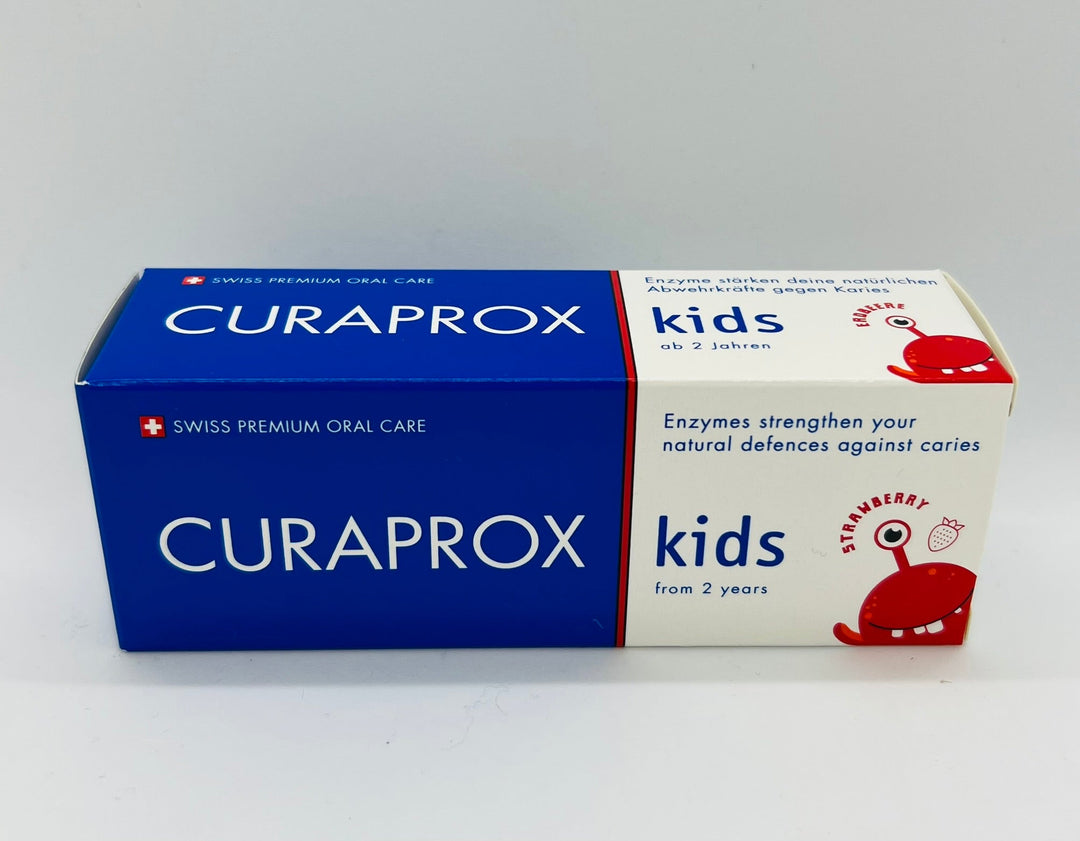 SWISS PREMIUM ORAL CARE
CURAPROX
Enzyme stärken deine natürlichen
Abwehrkräfte gegen Karies
kids
ab 2 Jahren
ERDBEERE
SWISS PREMIUM ORAL CARE
CURAPROX
Enzymes strengthen your
natural defences against caries
kids
from 2 years
STRAWBERRY